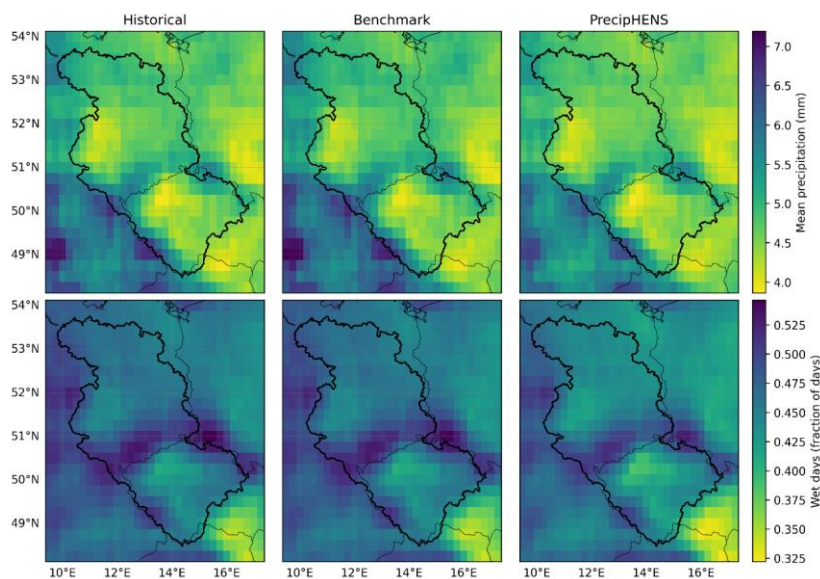 Historical
Benchmark
PrecipHENS
54°N
53°N
52°N
51°N
50°N
49°N
7.0
6.5
6.0
5.5
5.0
4.5
4.0
Mean precipitation (mm)
54°N
53°N
52°N
51°N
50°N
49°N
0.525
0.500
0.475
0.450
0.425
0.400
0.375
0.350
0.325
Wet days (fraction of days)
10°E 12°E 14°E 16°E
10°E 12°E 14°E 16°E
10°E 12°E 14°E 16°E